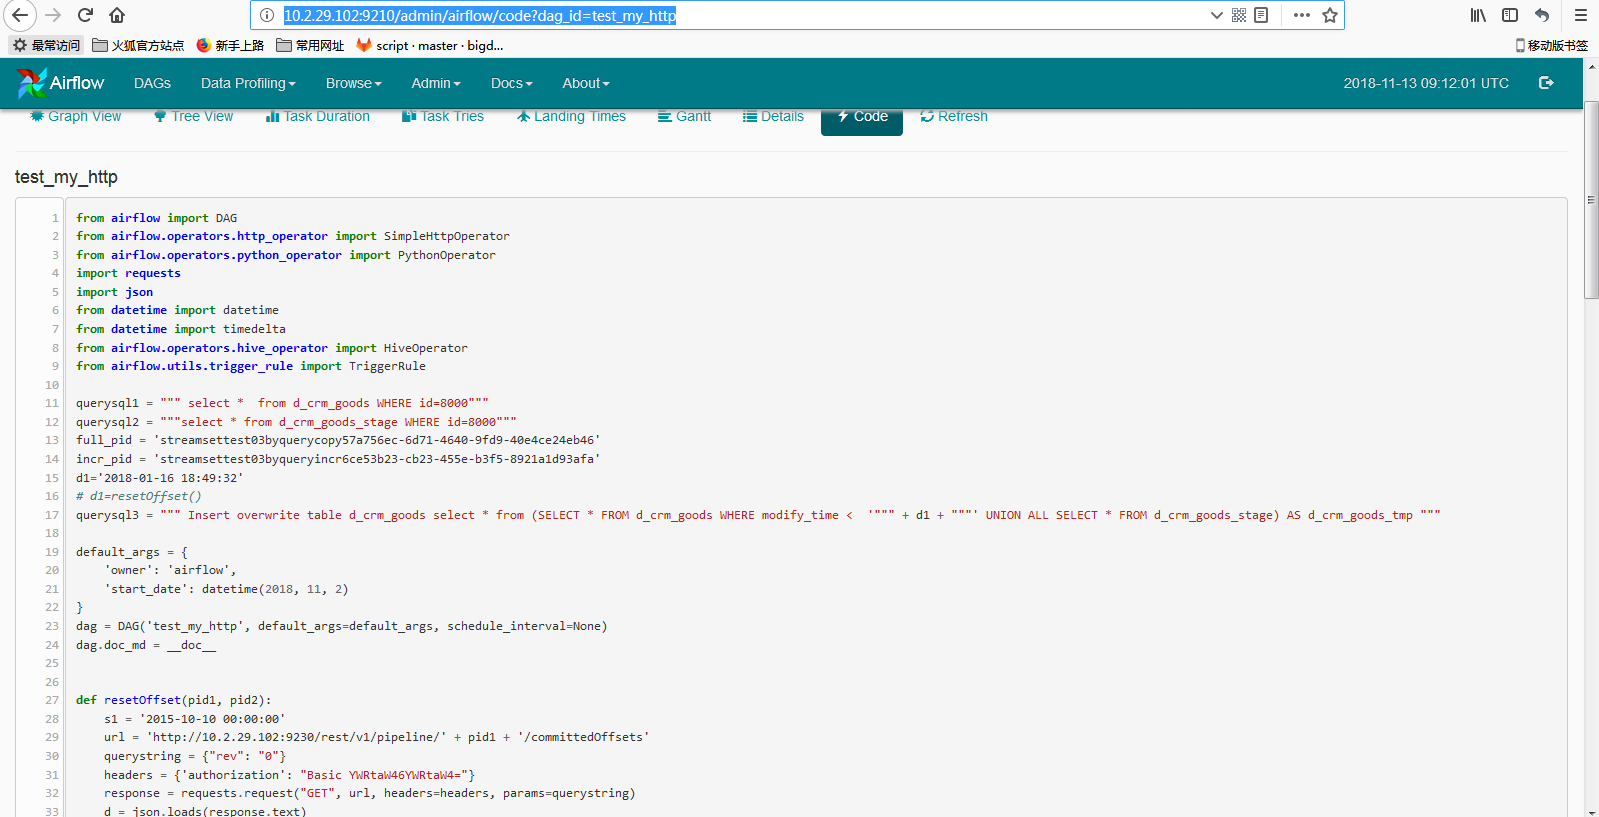 10.2.29.102:9210/admin/airflow/code?dag_id=test_my_http
最常访问 火狐官方站点 新手上路 常用网址 script · master · bigd... 移动版书签
Airflow DAGs Data Profiling Browse Admin Docs About 2018-11-13 09:12:01 UTC
Graph View Tree View Task Duration Task Tries Landing Times Gantt Details Code Refresh
test_my_http
1 from airflow import DAG
2 from airflow.operators.http_operator import SimpleHttpOperator
3 from airflow.operators.python_operator import PythonOperator
4 import requests
5 import json
6 from datetime import datetime
7 from datetime import timedelta
8 from airflow.operators.hive_operator import HiveOperator
9 from airflow.utils.trigger_rule import TriggerRule
10
11 querysql1 = """ select *  from d_crm_goods WHERE id=8000"""
12 querysql2 = """select * from d_crm_goods_stage WHERE id=8000"""
13 full_pid = 'streamsettest03byquerycopy57a756ec-6d71-4640-9fd9-40e4ce24eb46'
14 incr_pid = 'streamsettest03byqueryincr6ce53b23-cb23-455e-b3f5-8921a1d93afa'
15 d1='2018-01-16 18:49:32'
16 # d1=resetOffset()
17 querysql3 = """ Insert overwrite table d_crm_goods select * from (SELECT * FROM d_crm_goods WHERE modify_time <  '""" + d1 + """' UNION ALL SELECT * FROM d_crm_goods_stage) AS d_crm_goods_tmp """
18
19 default_args = {
20     'owner': 'airflow',
21     'start_date': datetime(2018, 11, 2)
22 }
23 dag = DAG('test_my_http', default_args=default_args, schedule_interval=None)
24 dag.doc_md = __doc__
25
26
27 def resetOffset(pid1, pid2):
28     s1 = '2015-10-10 00:00:00'
29     url = 'http://10.2.29.102:9230/rest/v1/pipeline/' + pid1 + '/committedOffsets'
30     querystring = {"rev": "0"}
31     headers = {'authorization': "Basic YWRtaW46YWRtaW4="}
32     response = requests.request("GET", url, headers=headers, params=querystring)
33     d = json.loads(response.text)